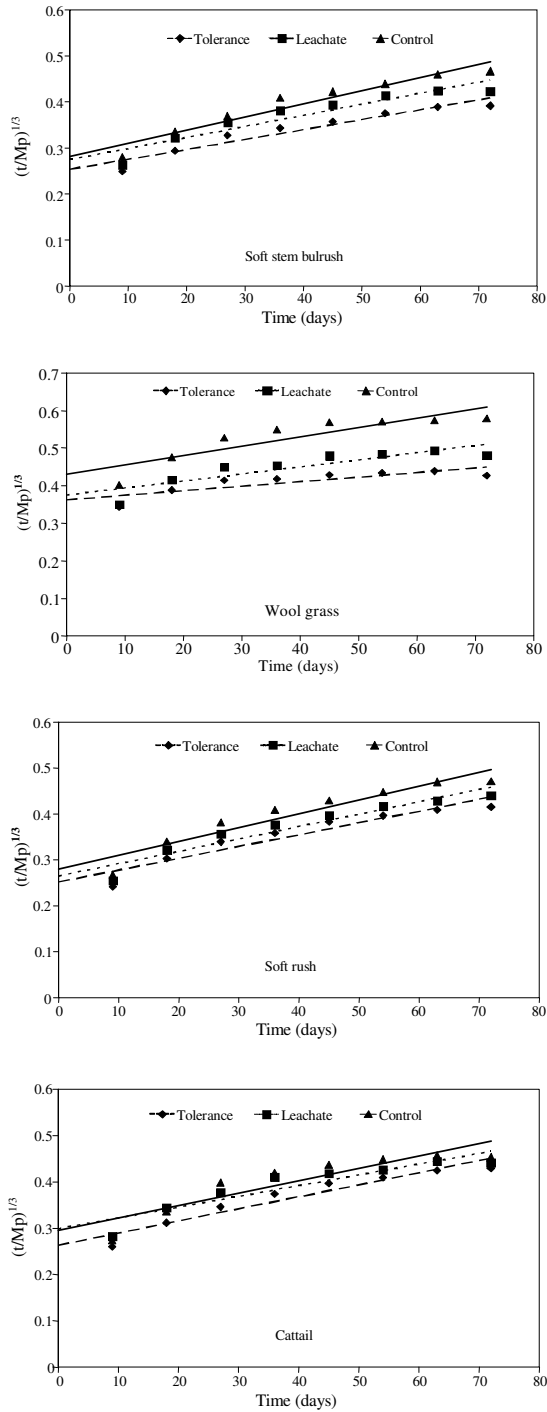 0.6
Tolerance Leachate Control
0.5
0.4
(t/Mp)1/3
0.3
0.2
0.1
Soft stem bulrush
0
0 10 20 30 40 50 60 70 80
Time (days)
0.7
Tolerance Leachate Control
0.6
0.5
(t/Mp)1/3
0.4
0.3
0.2
0.1
Wool grass
0
0 10 20 30 40 50 60 70 80
Time (days)
0.6
Tolerance Leachate Control
0.5
0.4
(t/Mp)1/3
0.3
0.2
0.1
Soft rush
0
0 10 20 30 40 50 60 70 80
Time (days)
0.6
Tolerance Leachate Control
0.5
0.4
(t/Mp)1/3
0.3
0.2
0.1
Cattail
0
0 10 20 30 40 50 60 70 80
Time (days)